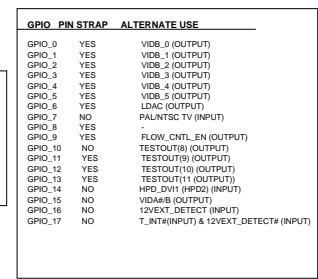 GPIO PIN STRAP ALTERNATE USE
GPIO_0 YES VIDB_0 (OUTPUT)
GPIO_1 YES VIDB_1 (OUTPUT)
GPIO_2 YES VIDB_2 (OUTPUT)
GPIO_3 YES VIDB_3 (OUTPUT)
GPIO_4 YES VIDB_4 (OUTPUT)
GPIO_5 YES VIDB_5 (OUTPUT)
GPIO_6 YES LDAC (OUTPUT)
GPIO_7 NO PAL/NTSC TV (INPUT)
GPIO_8 YES -
GPIO_9 YES FLOW_CNTL_EN (OUTPUT)
GPIO_10 NO TESTOUT(8) (OUTPUT)
GPIO_11 YES TESTOUT(9) (OUTPUT)
GPIO_12 YES TESTOUT(10) (OUTPUT)
GPIO_13 YES TESTOUT(11 (OUTPUT))
GPIO_14 NO HPD_DVI1 (HPD2) (INPUT)
GPIO_15 NO VIDA#/B (OUTPUT)
GPIO_16 NO 12VEXT_DETECT (INPUT)
GPIO_17 NO T_INT#(INPUT) & 12VEXT_DETECT# (INPUT)